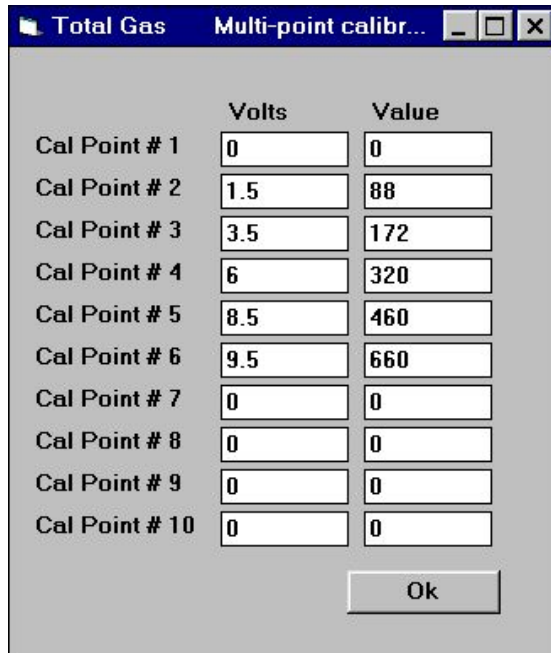 Total Gas Multi-point calibr...
Volts Value
Cal Point # 1 0 0
Cal Point # 2 1.5 88
Cal Point # 3 3.5 172
Cal Point # 4 6 320
Cal Point # 5 8.5 460
Cal Point # 6 9.5 660
Cal Point # 7 0 0
Cal Point # 8 0 0
Cal Point # 9 0 0
Cal Point # 10 0 0
Ok